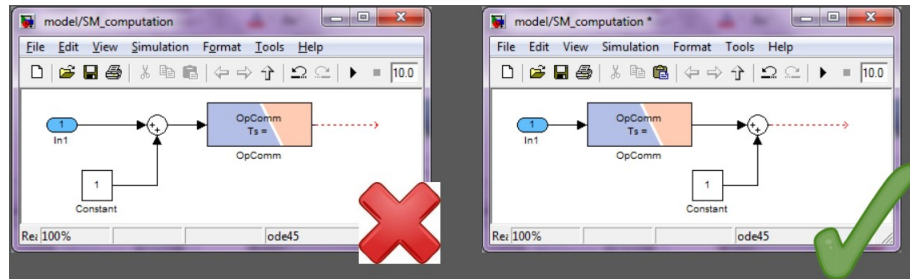 model/SM_computation
File Edit View Simulation Format Tools Help
10.0
1
In1
OpComm
Ts =
OpComm
1
Constant
100%
ode45
model/SM_computation *
File Edit View Simulation Format Tools Help
10.0
1
In1
OpComm
Ts =
OpComm
1
Constant
100%
ode45